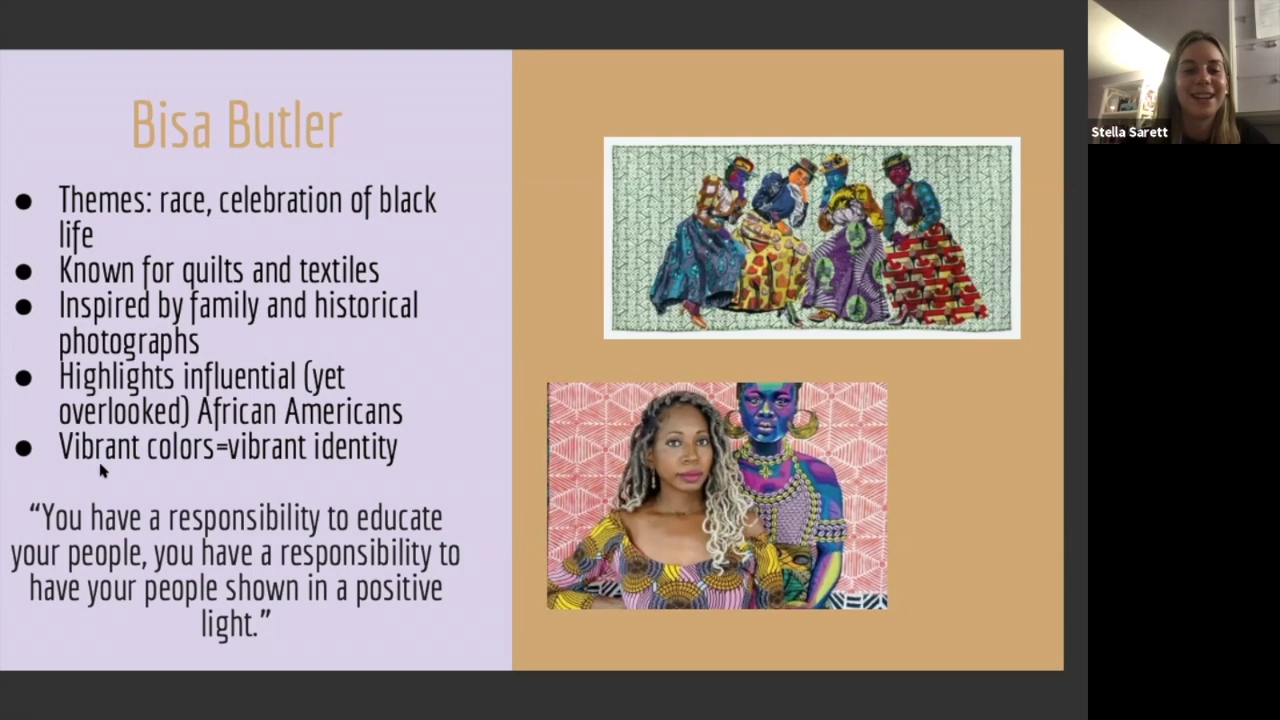 Bisa Butler
● Themes: race, celebration of black
life
● Known for quilts and textiles
● Inspired by family and historical
photographs
● Highlights influential (yet
overlooked) African Americans
● Vibrant colors=vibrant identity
“You have a responsibility to educate
your people, you have a responsibility to
have your people shown in a positive
light.”
Stella Sarett